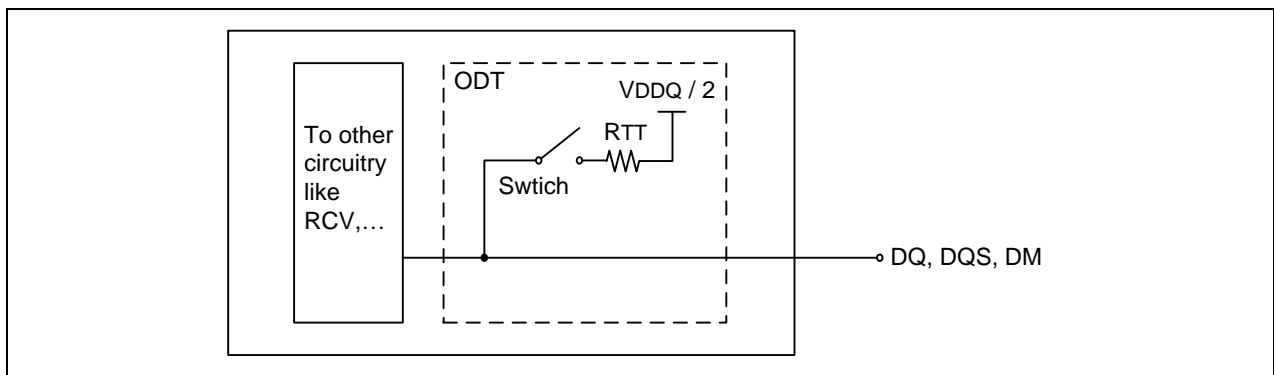 ODT
VDDQ / 2
RTT
Swtich
To other
circuitry
like
RCV,…
DQ, DQS, DM